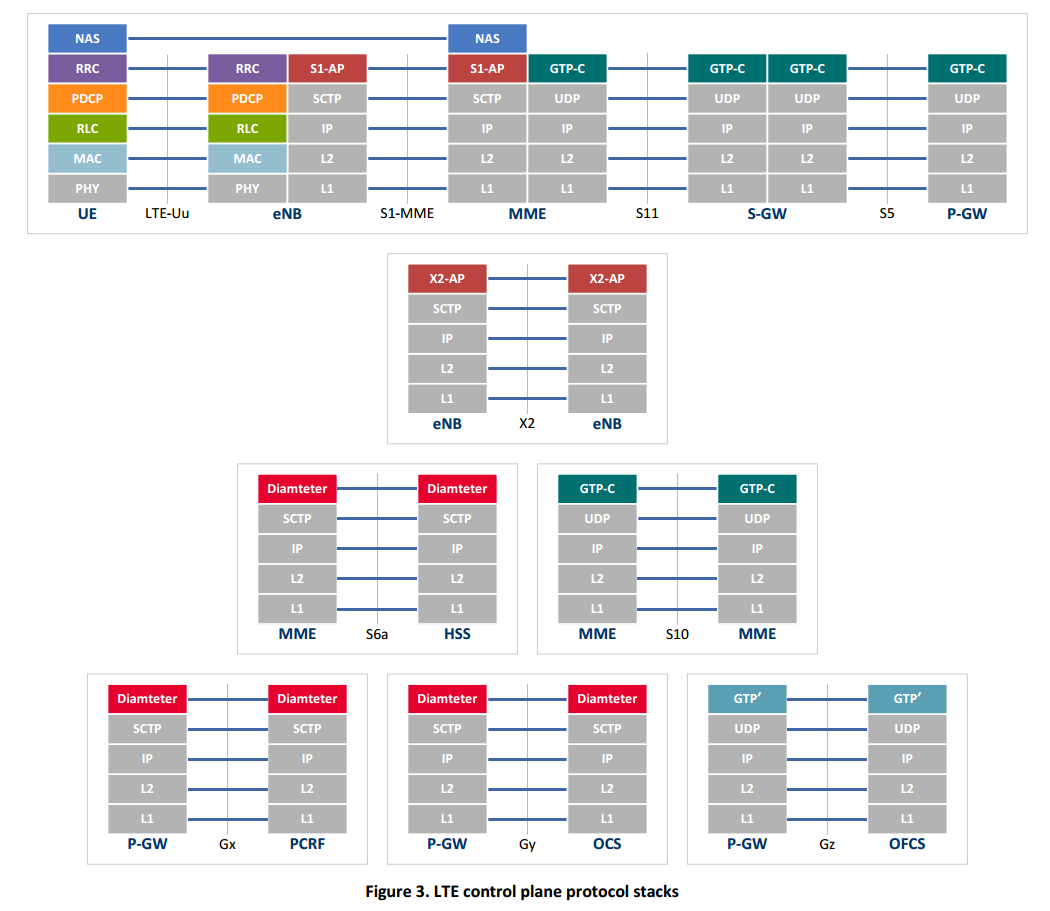 NAS NAS
RRC RRC S1-AP S1-AP GTP-C GTP-C GTP-C GTP-C
PDCP PDCP SCTP SCTP UDP UDP UDP UDP
RLC RLC IP IP IP IP IP IP
MAC MAC L2 L2 L2 L2 L2 L2
PHY PHY L1 L1 L1 L1 L1 L1
UE LTE-Uu eNB S1-MME MME S11 S-GW S5 P-GW
X2-AP X2-AP
SCTP SCTP
IP IP
L2 L2
L1 L1
eNB X2 eNB
Diamteter Diamteter
SCTP SCTP
IP IP
L2 L2
L1 L1
MME S6a HSS
GTP-C GTP-C
UDP UDP
IP IP
L2 L2
L1 L1
MME S10 MME
Diamteter Diamteter
SCTP SCTP
IP IP
L2 L2
L1 L1
P-GW Gx PCRF
Diamteter Diamteter
SCTP SCTP
IP IP
L2 L2
L1 L1
P-GW Gy OCS
GTP’ GTP’
UDP UDP
IP IP
L2 L2
L1 L1
P-GW Gz OFCS
Figure 3. LTE control plane protocol stacks